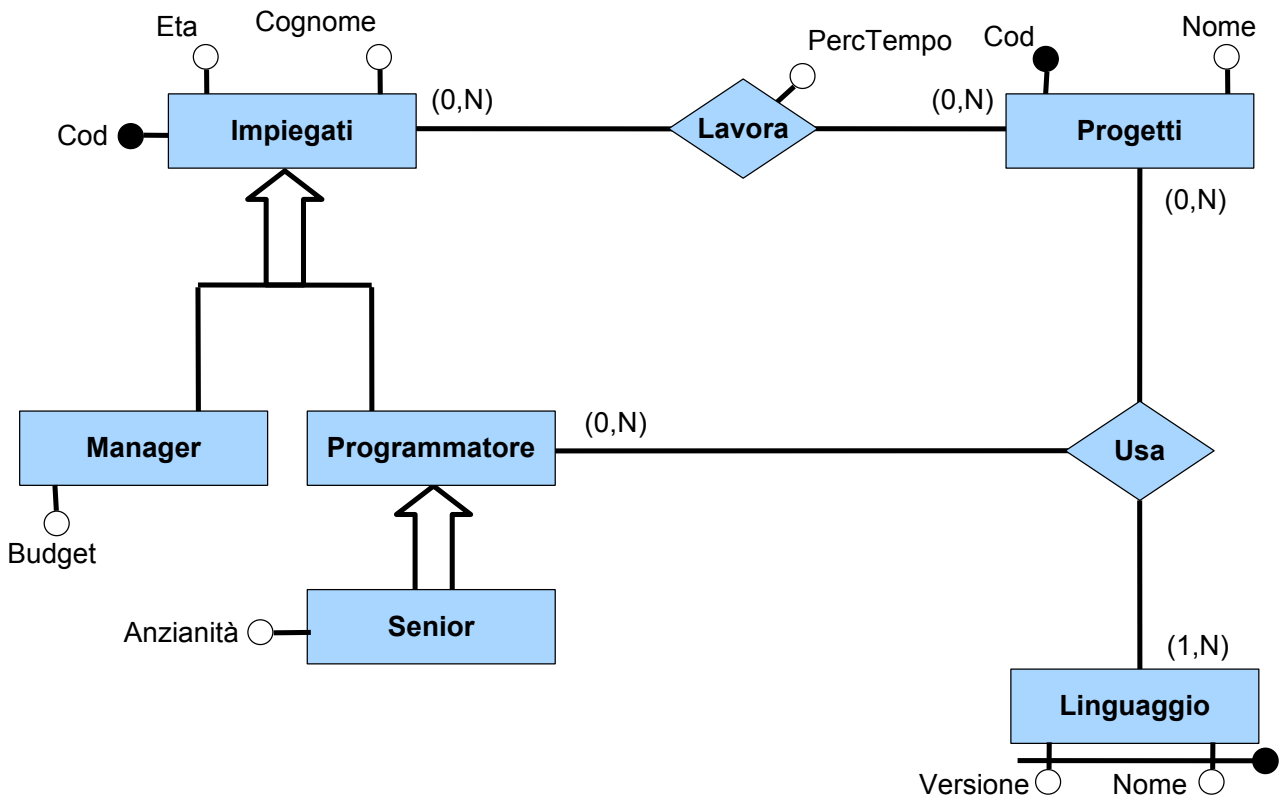 Eta
Cognome
PercTempo
Cod
Nome
(0,N)
(0,N)
Cod
Impiegati
Lavora
Progetti
(0,N)
Manager
Programmatore
(0,N)
Usa
Budget
Anzianità
Senior
(1,N)
Linguaggio
Versione
Nome